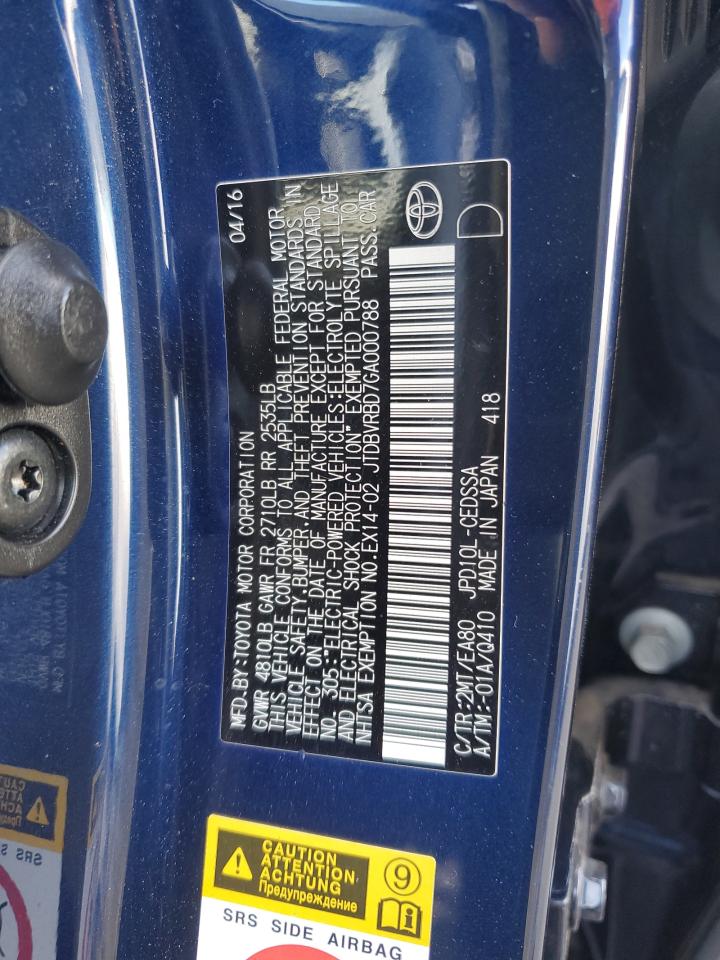 MFD.BY:TOYOTA MOTOR CORPORATION 04/16
GVWR 4810LB GAWR FR 2710LB RR 2535LB
THIS VEHICLE CONFORMS TO ALL APPLICABLE FEDERAL MOTOR
VEHICLE SAFETY,BUMPER,AND THEFT PREVENTION STANDARDS IN
EFFECT ON THE DATE OF MANUFACTURE EXCEPT FOR STANDARD
NO. 305:"ELECTRIC-POWERED VEHICLES:ELECTROLYTE SPILLAGE
AND ELECTRICAL SHOCK PROTECTION" EXEMPTED PURSUANT TO
NHTSA EXEMPTION NO.EX14-02 JTDBVRBD7GA000788 PASS.CAR
C/TR:2MT/EA80 JPD10L-CEDSSA
A/TM:-01A/Q410 MADE IN JAPAN 418
D
CAUTION
ATTENTION
ACHTUNG
Предупреждение
9
i
SRS SIDE AIRBAG